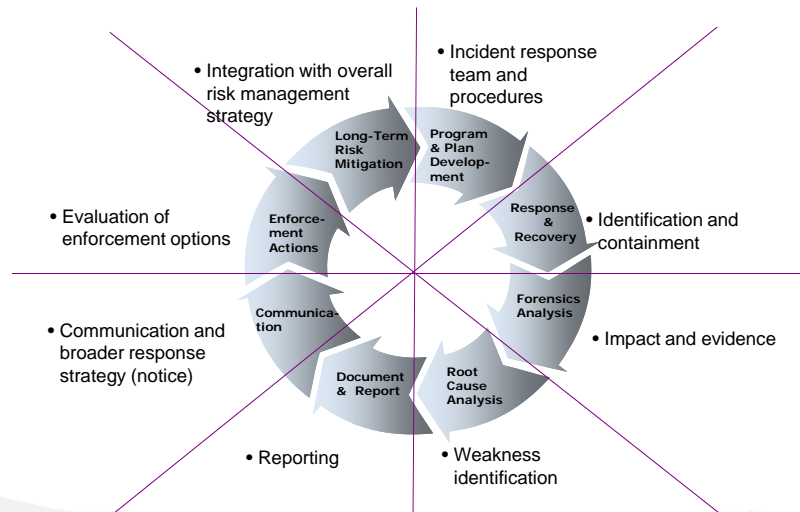 • Incident response
team and
procedures
• Integration with overall
risk management
strategy
Long-Term
Risk
Mitigation
Program
& Plan
Develop-
ment
Response
&
Recovery
• Identification and
containment
• Evaluation of
enforcement options
Enforce-
ment
Actions
Forensics
Analysis
• Impact and evidence
Communica-
tion
• Communication and
broader response
strategy (notice)
Document
& Report
Root
Cause
Analysis
• Reporting
• Weakness
identification